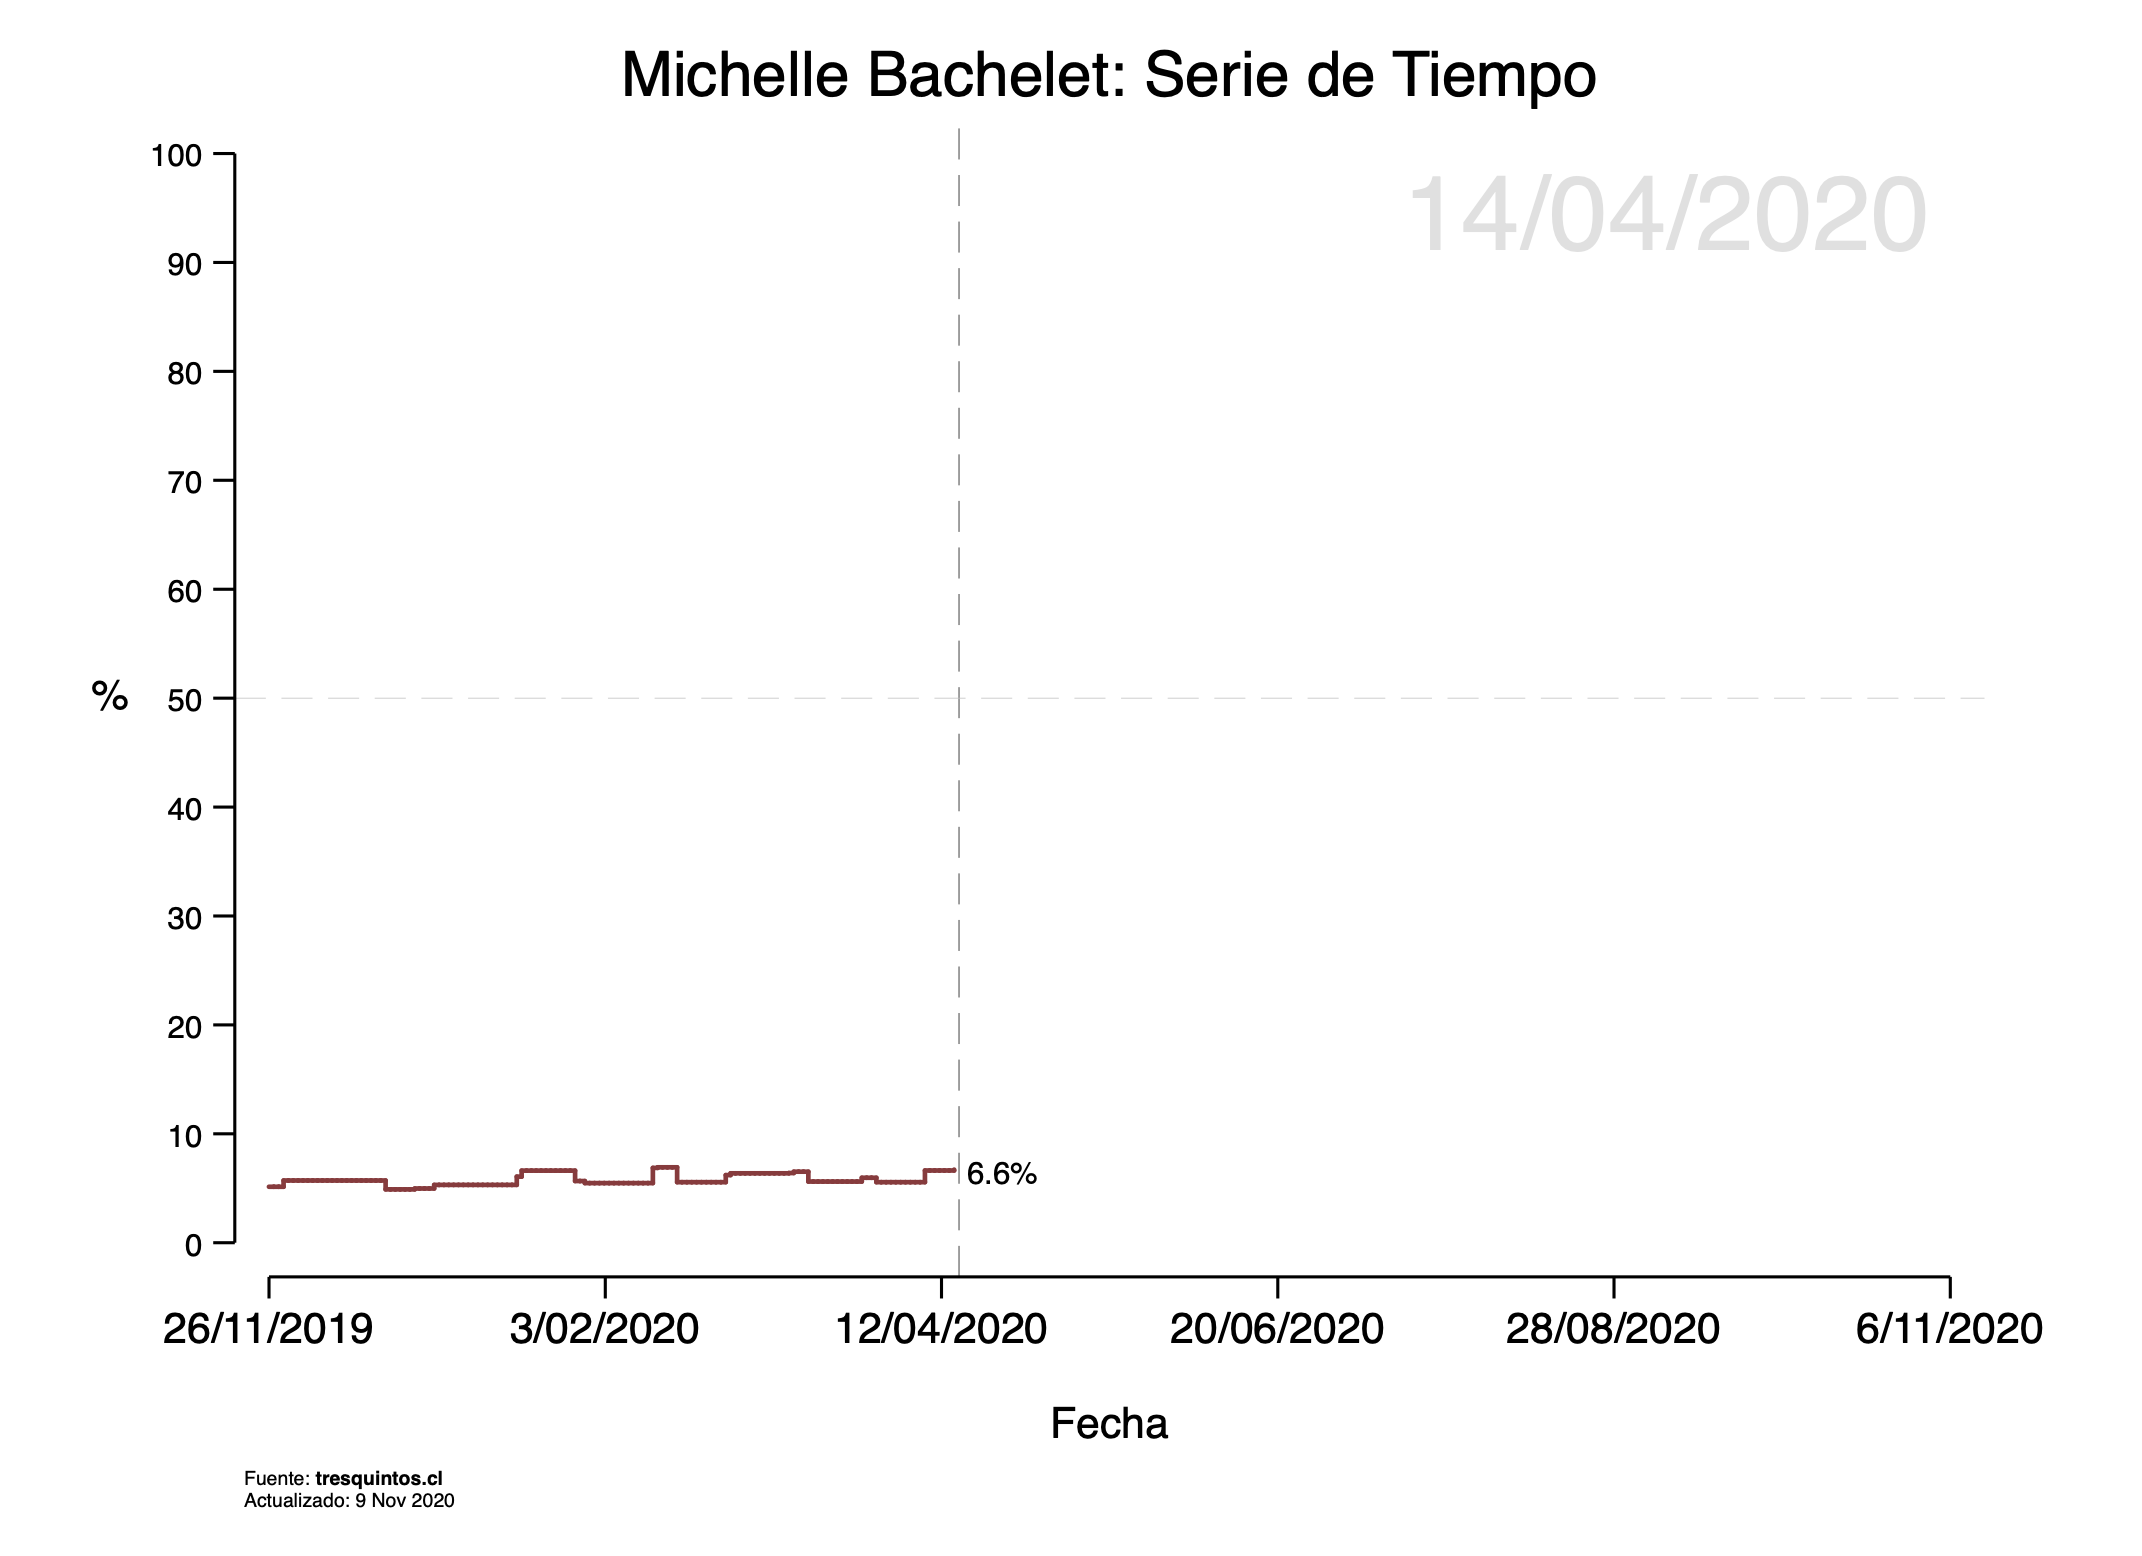 Michelle Bachelet: Serie de Tiempo
14/04/2020
100
90
80
70
60
% 50
40
30
20
10
6.6%
0
26/11/2019 3/02/2020 12/04/2020 20/06/2020 28/08/2020 6/11/2020
Fecha
Fuente: tresquintos.cl
Actualizado: 9 Nov 2020